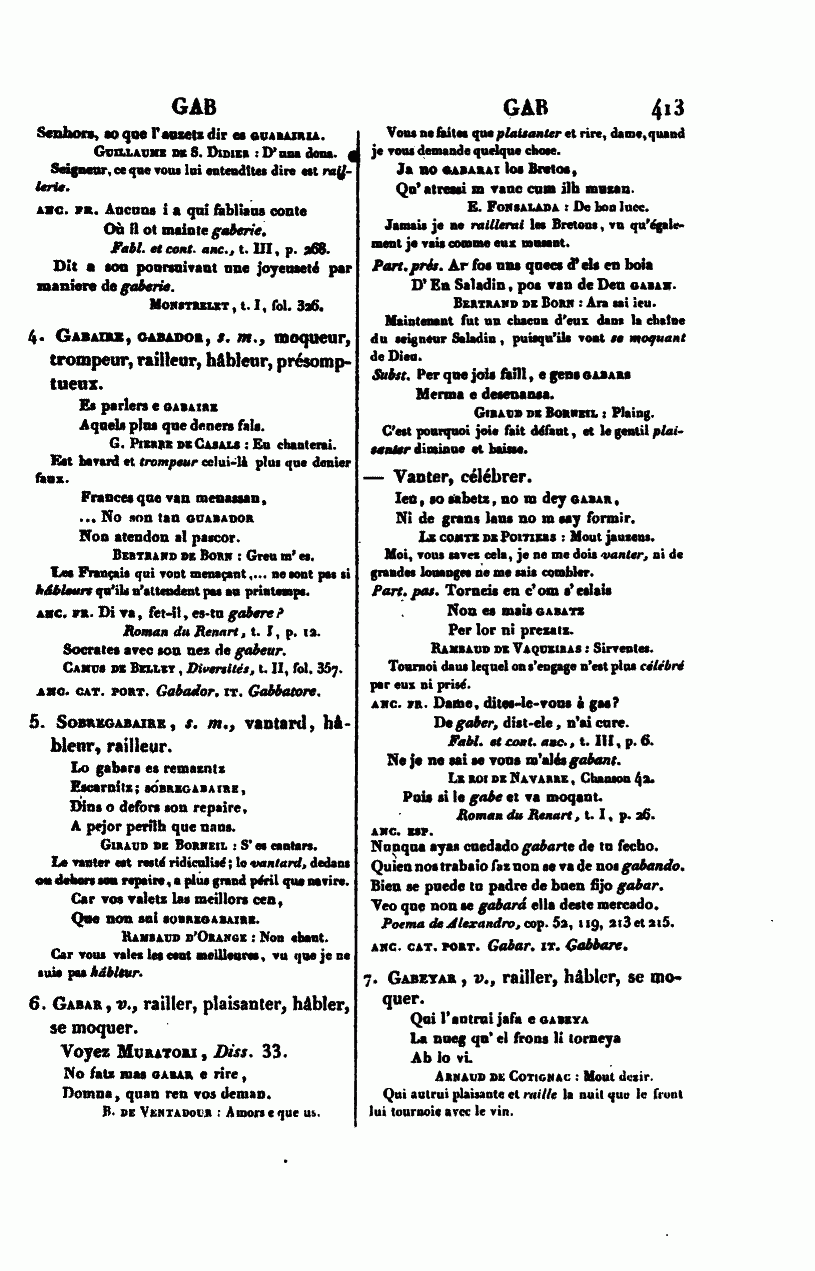 GAB
Senhors, so que l'auzetz dir es GUABAIRIA.
GUILLAUME DE S. DIDIER : D'una dona.
Seigneur, ce que vous lui entendîtes dire est rail-
lerie.
ANC. FR. Aucuns i a qui fabliaus conte
Où il ot mainte gaberie.
Fabl. et cont. anc., t. III, p. 268.
Dit a son poursuivant une joyeuseté par
maniere de gaberie.
MONSTRELET, t. I, fol. 326.
4. GABAIRE, GABADOR, s. m., moqueur,
trompeur, railleur, hâbleur, présomp-
tueux.
Es parlers e GABAIRE
Aquels plus que deners fals.
G. PIERRE DE CASALS : Eu chanterai.
Est bavard et trompeur celui-là plus que denier
faux.
Frances que van menassan,
... No son tan GUABADOR
Non atendon al pascor.
BERTRAND DE BORN : Greu m'es.
Les Français qui vont menaçant,... ne sont pas si
hâbleurs qu'ils n'attendent pas au printemps.
ANC. FR. Di va, fet-il, es-tu gabere?
Roman du Renart, t. I, p. 12.
Socrates avec son nez de gabeur.
CAMUS DE BELLEY, Diversités, t. II, fol. 357.
ANC. CAT. PORT. Gabador. IT. Gabbatore.
5. SOBREGABAIRE, s. m., vantard, hâ-
bleur, railleur.
Lo gabars es remazutz
Escarnitz; SOBREGABAIRE,
Dins o defors son repaire,
A pejor perilh que naus.
GIRAUD DE BORNEIL : S'es cantars.
Le vanter est resté ridiculisé; le vantard, dedans
ou dehors son repaire, a plus grand péril que navire.
Car vos valetz las meillors cen,
Que non sui SOBREGABAIRE.
RAMBAUD D'ORANGE : Non chant.
Car vous valez les cent meilleures, vu que je ne
suis pas hâbleur.
6. GABAR, v., railler, plaisanter, hâbler,
se moquer.
Voyez MURATORI, Diss. 33.
No fatz mas GABAR e rire,
Domna, quan ren vos deman.
B. DE VENTADOUR : Amors e que us.
GAB 413
Vous ne faites que plaisanter et rire, dame, quand
je vous demande quelque chose.
Ja no GABARAI los Bretos,
Qu'atressi m vauc cum ilh muzan.
E. FONSALADA : De bon luec.
Jamais je ne raillerai les Bretons, vu qu'égale-
ment je vais comme eux musant.
Part. prés. Ar fos uns quecs d'els en boia
D'En Saladin, pos van de Deu GABAN.
BERTRAND DE BORN : Ara sai ieu.
Maintenant fut un chacun d'eux dans la chaîne
du seigneur Saladin, puisqu'ils vont se moquant
de Dieu.
Subst. Per que jois faill, e gens GABARS
Merma e desenansa.
GIRAUD DE BORNEIL : Plaing.
C'est pourquoi joie fait défaut, et le gentil plai-
santer diminue et baisse.
— Vanter, célébrer.
Ieu, so sabetz, no m dey GABAR,
Ni de grans laus no m say formir.
LE COMTE DE POITIERS : Mout jauzens.
Moi, vous savez cela, je ne me dois vanter, ni de
grandes louanges ne me sais combler.
Part. pas. Torneis en c'om s'eslais
Non es mais GABATZ
Per lor ni prezatz.
RAMBAUD DE VAQUEIRAS : Sirventes.
Tournoi dans lequel on s'engage n'est plus célébré
par eux ni prisé.
ANC. FR. Dame, dites-le-vous à gas?
De gaber, dist-ele, n'ai cure.
Fabl. et cont. anc., t. III, p. 6.
Ne je ne sai se vous m'alés gabant.
LE ROI DE NAVARRE, Chanson 42.
Puis si le gabe et va moqant.
Roman du Renart, t. I, p. 26.
ANC. ESP.
Nunqua ayas cuedado gabarte de tu fecho.
Quien nos trabaio faz non se va de nos gabando.
Bien se puede tu padre de buen fijo gabar.
Veo que non se gabará ella deste mercado.
Poema de Alexandro, cop. 52, 119, 213 et 215.
ANC. CAT. PORT. Gabar. IT. Gabbare.
7. GABEYAR, v., railler, hâbler, se mo-
quer.
Qui l'autrui jafa e GABEYA
La nueg qu'el frons li torneya
Ab lo vi.
ARNAUD DE COTIGNAC : Mout dezir.
Qui autrui plaisante et raille la nuit que le front
lui tournoie avec le vin.